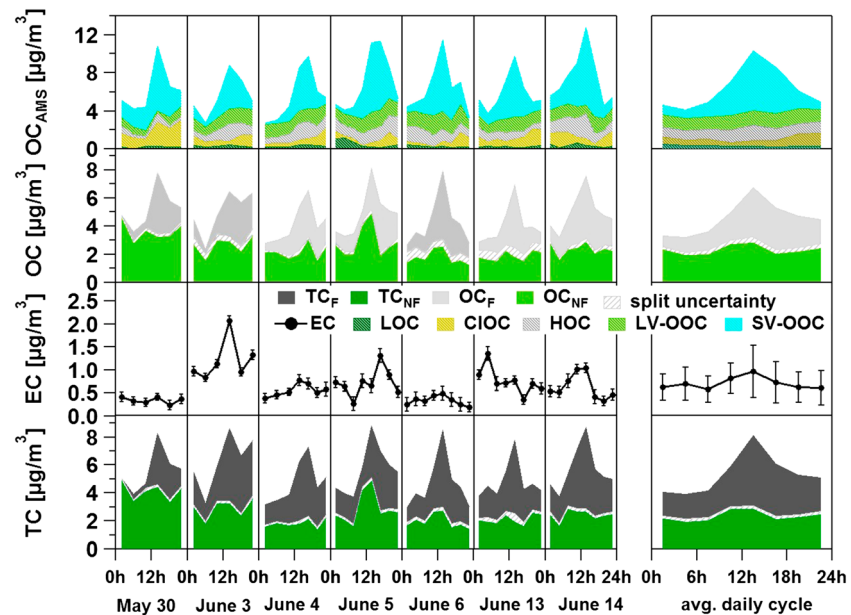 OC_AMS [µg/m³]
12
8
4
0
OC [µg/m³]
8
6
4
2
0
TC_F TC_NF OC_F OC_NF split uncertainty
EC LOC ClOC HOC LV-OOC SV-OOC
EC [µg/m³]
2.5
2.0
1.5
1.0
0.5
0.0
TC [µg/m³]
8
6
4
2
0
0h 12h 0h 12h 0h 12h 0h 12h 0h 12h 0h 12h 0h 12h 24h 0h 6h 12h 18h 24h
May 30 June 3 June 4 June 5 June 6 June 13 June 14 avg. daily cycle